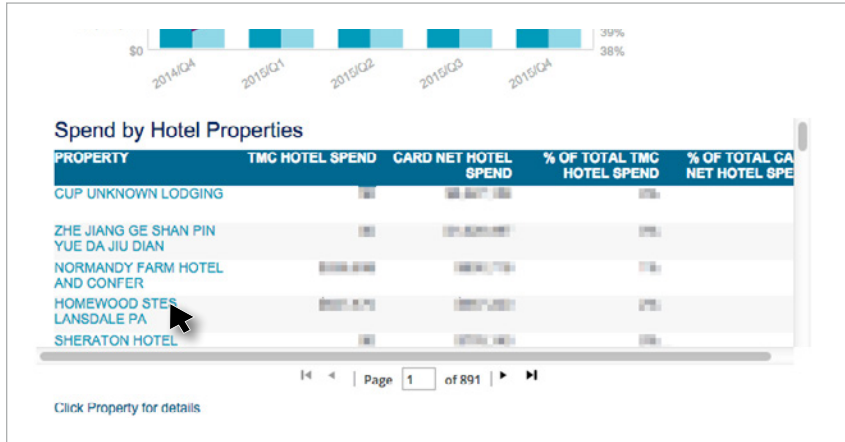 39%
$0
38%
2014/Q4
2015/Q1
2015/Q2
2015/Q3
2015/Q4
Spend by Hotel Properties
PROPERTY TMC HOTEL SPEND CARD NET HOTEL SPEND % OF TOTAL TMC HOTEL SPEND % OF TOTAL CA NET HOTEL SPE
CUP UNKNOWN LODGING
ZHE JIANG GE SHAN PIN
YUE DA JIU DIAN
NORMANDY FARM HOTEL
AND CONFER
HOMEWOOD STES
LANSDALE PA
SHERATON HOTEL
Page 1 of 891
Click Property for details